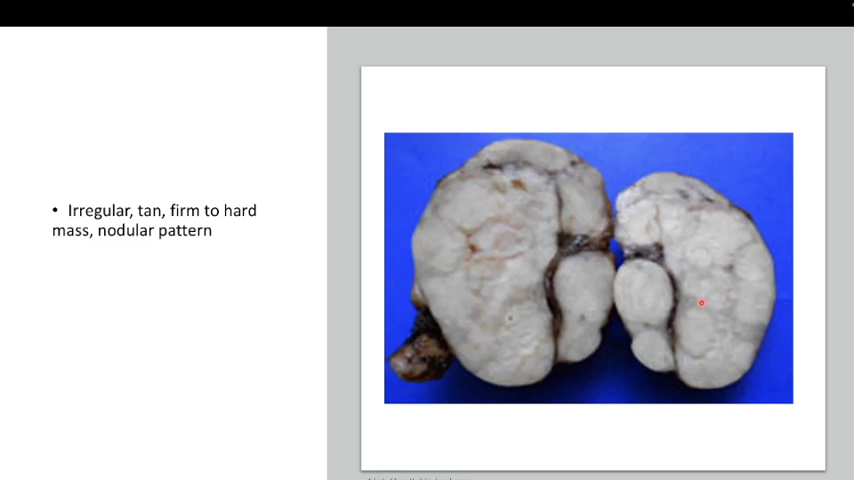 • Irregular, tan, firm to hard
mass, nodular pattern